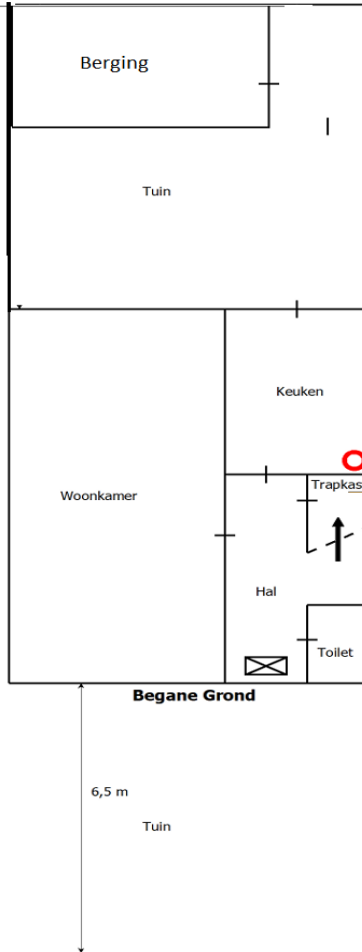 Berging
Tuin
Keuken
Trapkas
Woonkamer
Hal
Toilet
Begane Grond
6,5 m
Tuin